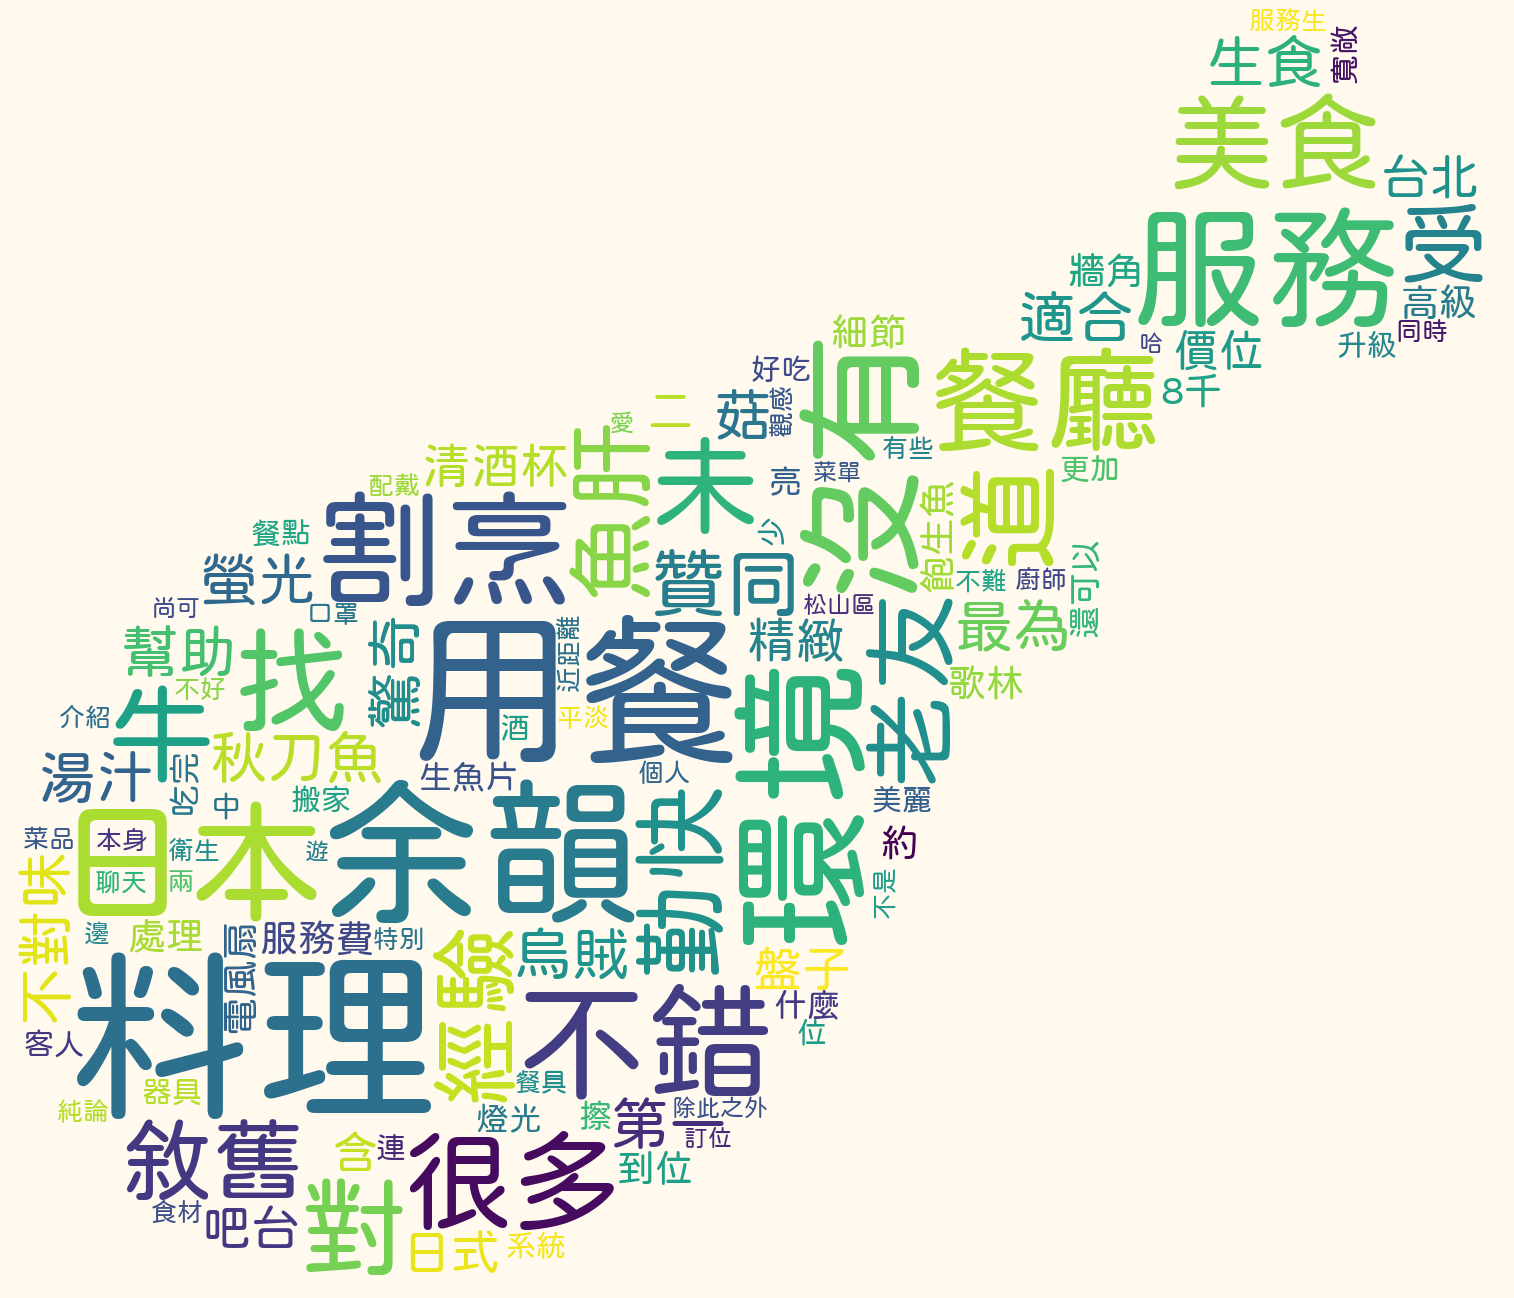 服務生
生食
寬敞
美食
台北
服務
受
牆角
適合
高級
細節
哈
價位
升級
同時
好吃
有
餐廳
8千
二
菇
觀感
愛
有些
清酒杯
魚肝
未
亮
菜單
更加
配戴
沒
鮑生魚
道
割烹
餐點
少
螢光
贊同
不難
廚師
還可以
尚可
口罩
松山區
幫助
找
驚奇
用餐
近距離
精緻
老友
最為
不好
歌林
牛
介紹
酒
平淡
環境
秋刀魚
湯汁
吃完
生魚片
個人
中
搬家
美麗
日本
余韻
勤快
菜品
本身
衛生
遊
約
不對味
聊天
兩
不是
邊
處理
電風扇
服務費
特別
經驗
烏賊
盤子
料理
不錯
什麼
位
客人
器具
餐具
純論
燈光
擦
第一
除此之外
敘舊
含
連
很多
訂位
到位
食材
吧台
對
日式
系統